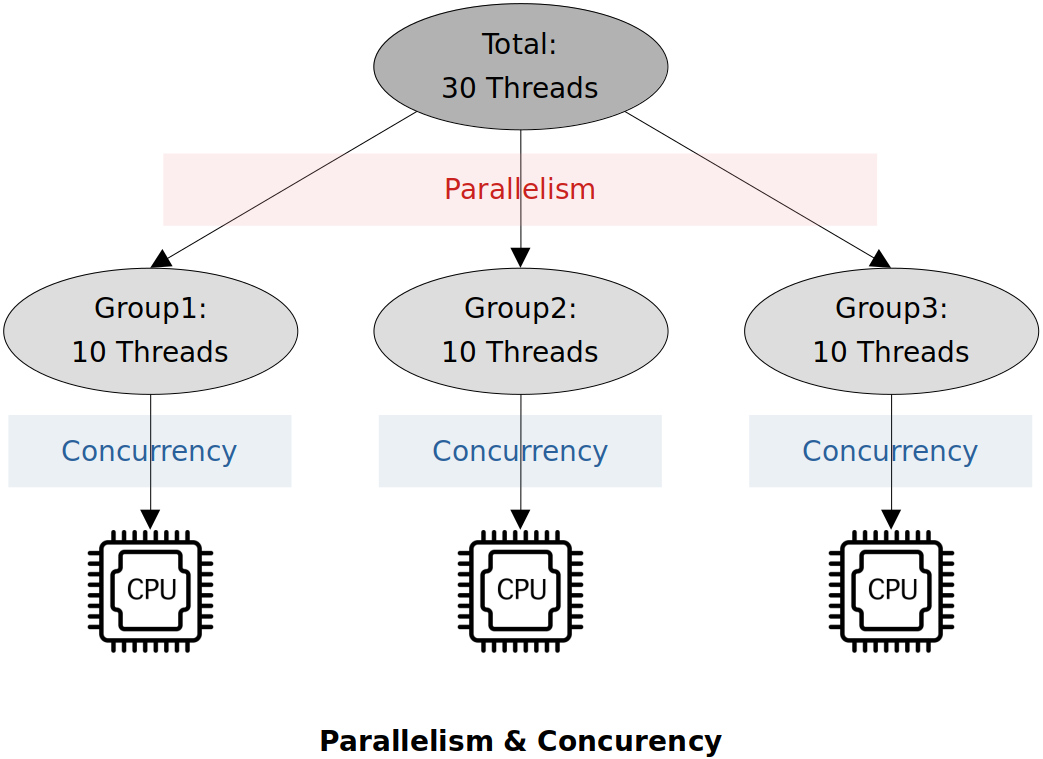 Total:
30 Threads
Parallelism
Group1:
10 Threads
Group2:
10 Threads
Group3:
10 Threads
Concurrency
Concurrency
Concurrency
CPU
CPU
CPU
Parallelism & Concurency